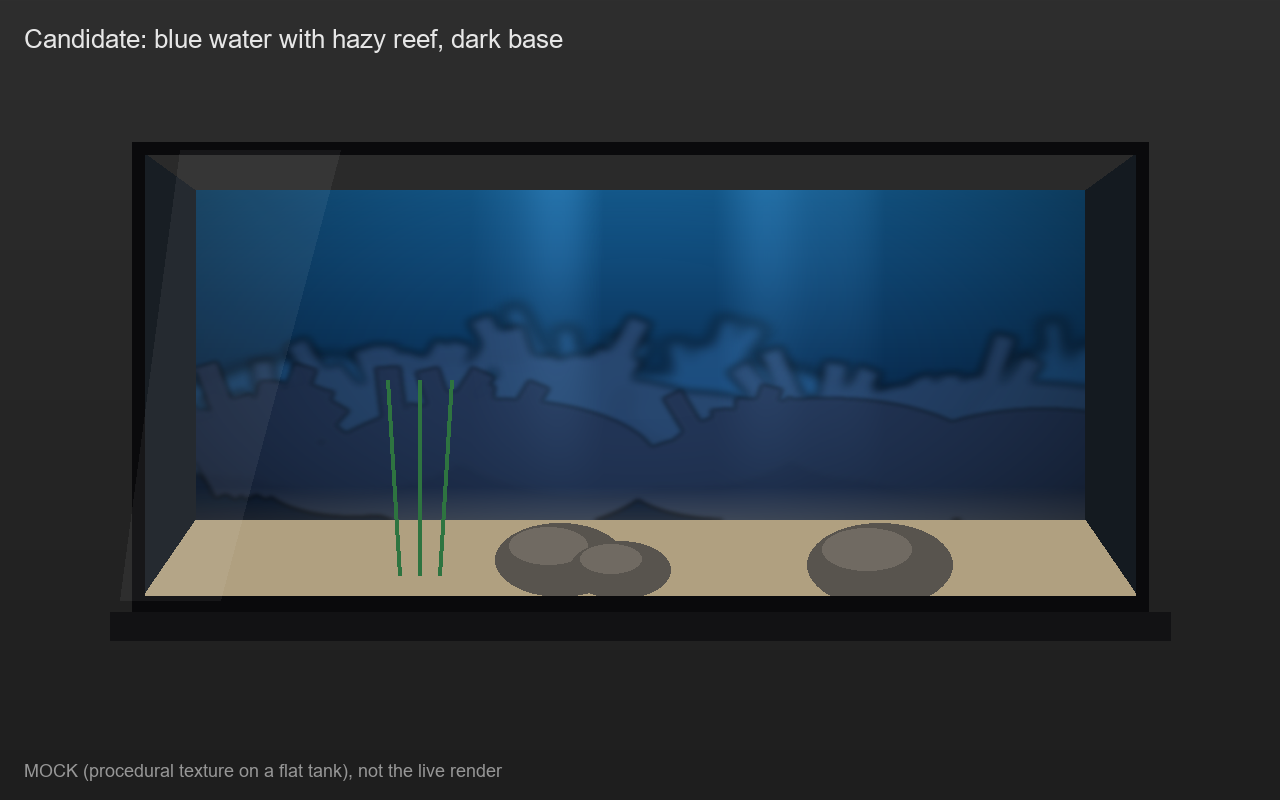 Candidate: blue water with hazy reef, dark base
MOCK (procedural texture on a flat tank), not the live render